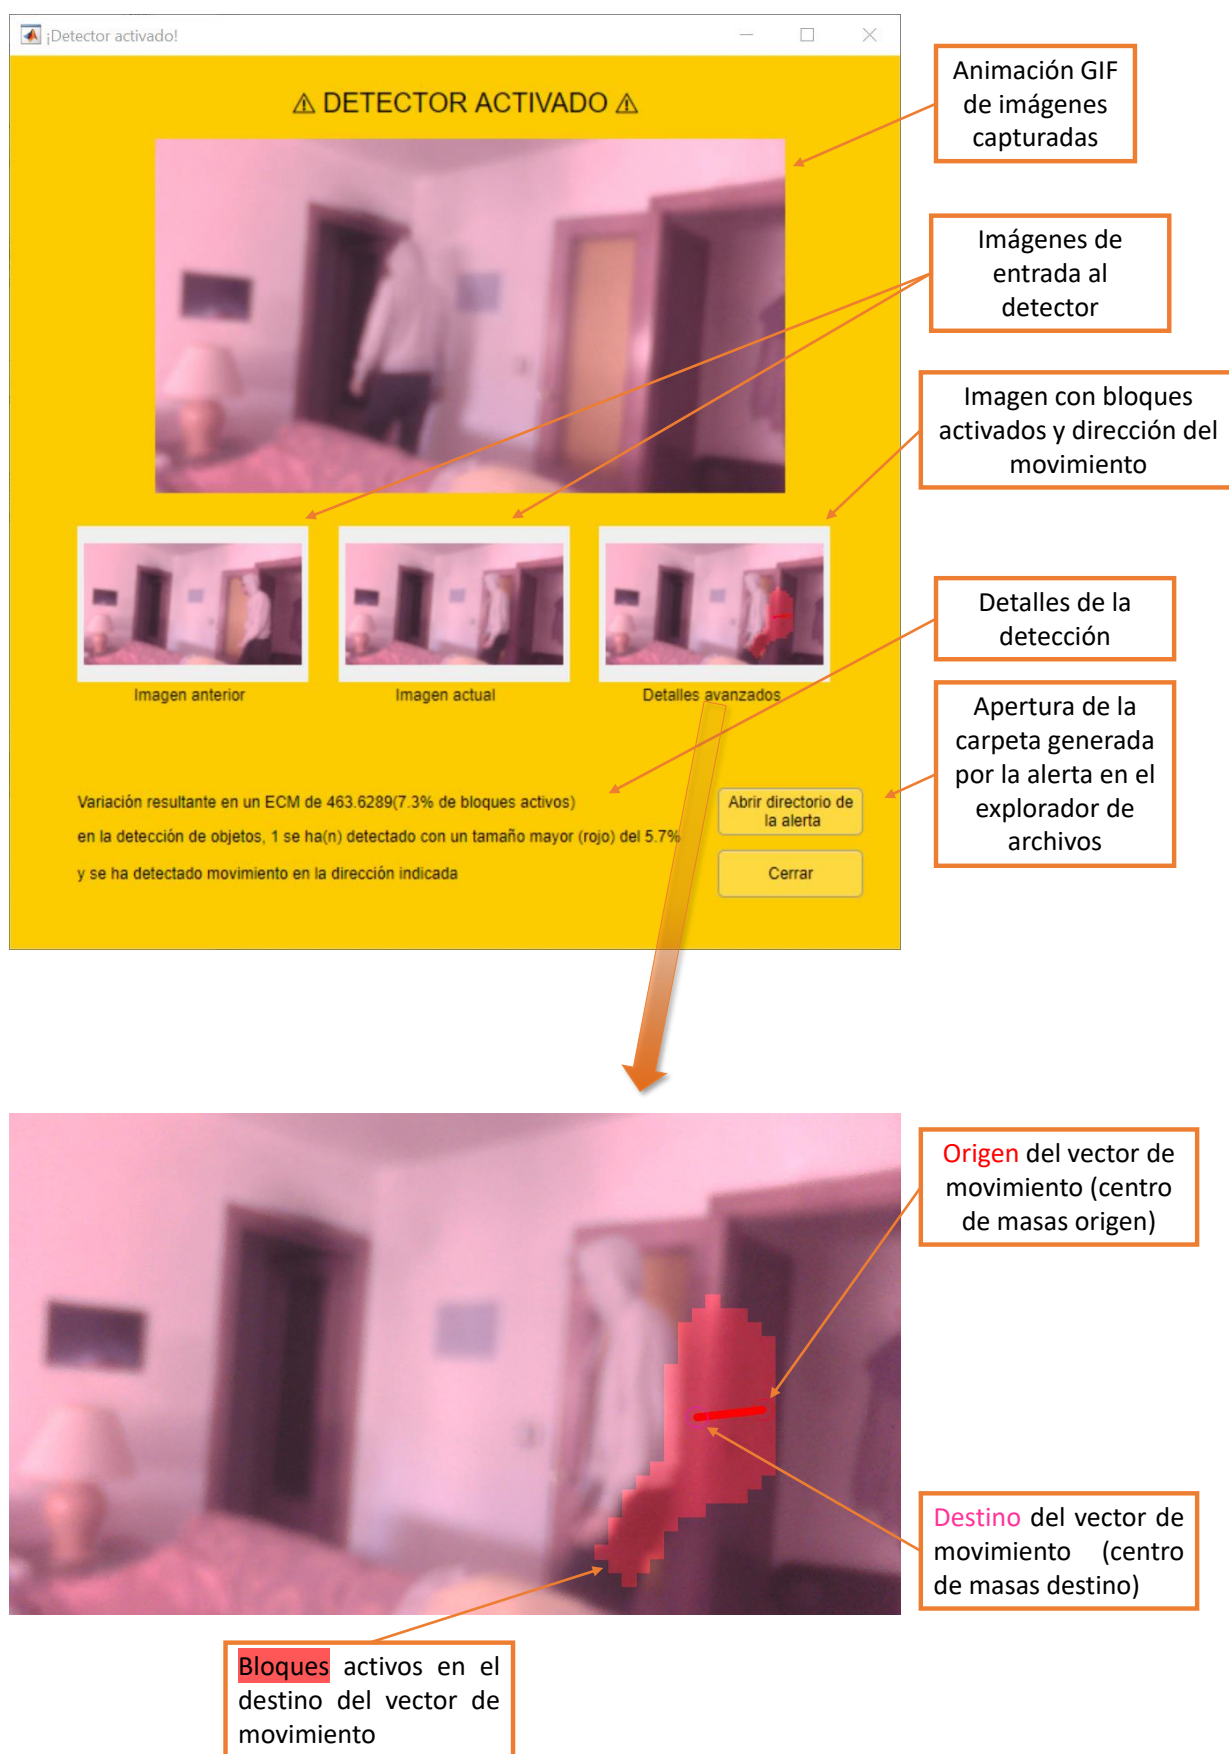 ¡Detector activado!
⚠ DETECTOR ACTIVADO ⚠
Animación GIF
de imágenes
capturadas
Imágenes de
entrada al
detector
Imagen con bloques
activados y dirección del
movimiento
Imagen anterior
Imagen actual
Detalles avanzados
Detalles de la
detección
Apertura de la
carpeta generada
por la alerta en el
explorador de
archivos
Variación resultante en un ECM de 463.6289(7.3% de bloques activos)
en la detección de objetos, 1 se ha(n) detectado con un tamaño mayor (rojo) del 5.7%
y se ha detectado movimiento en la dirección indicada
Abrir directorio de
la alerta
Cerrar
Origen del vector de
movimiento (centro
de masas origen)
Destino del vector de
movimiento (centro
de masas destino)
Bloques activos en el
destino del vector de
movimiento